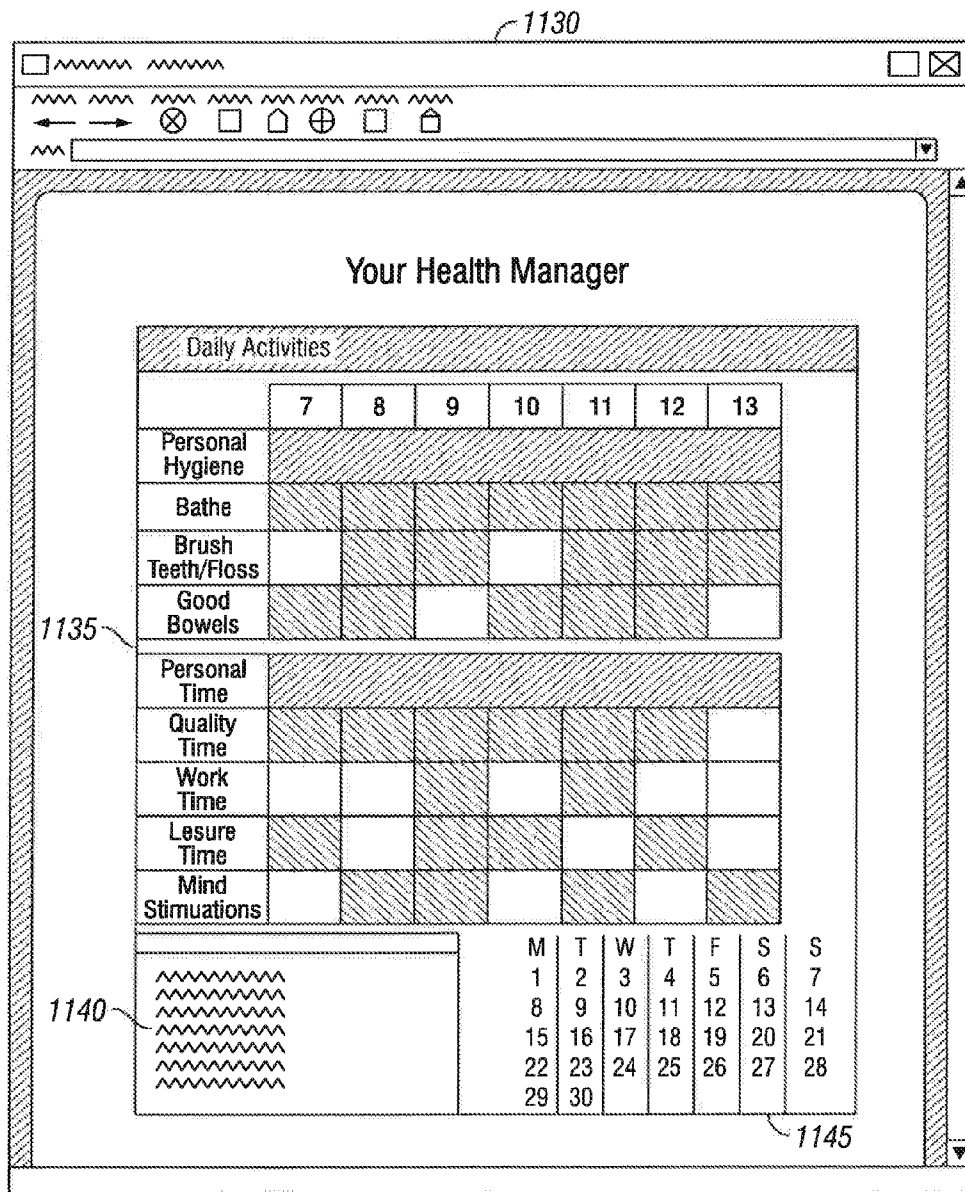 1130
Your Health Manager
Daily Activities
7 8 9 10 11 12 13
Personal
Hygiene
Bathe
Brush
Teeth/Floss
Good
Bowels
1135
Personal
Time
Quality
Time
Work
Time
Lesure
Time
Mind
Stimuations
M T W T F S S
1 2 3 4 5 6 7
1140
8 9 10 11 12 13 14
15 16 17 18 19 20 21
22 23 24 25 26 27 28
29 30
1145